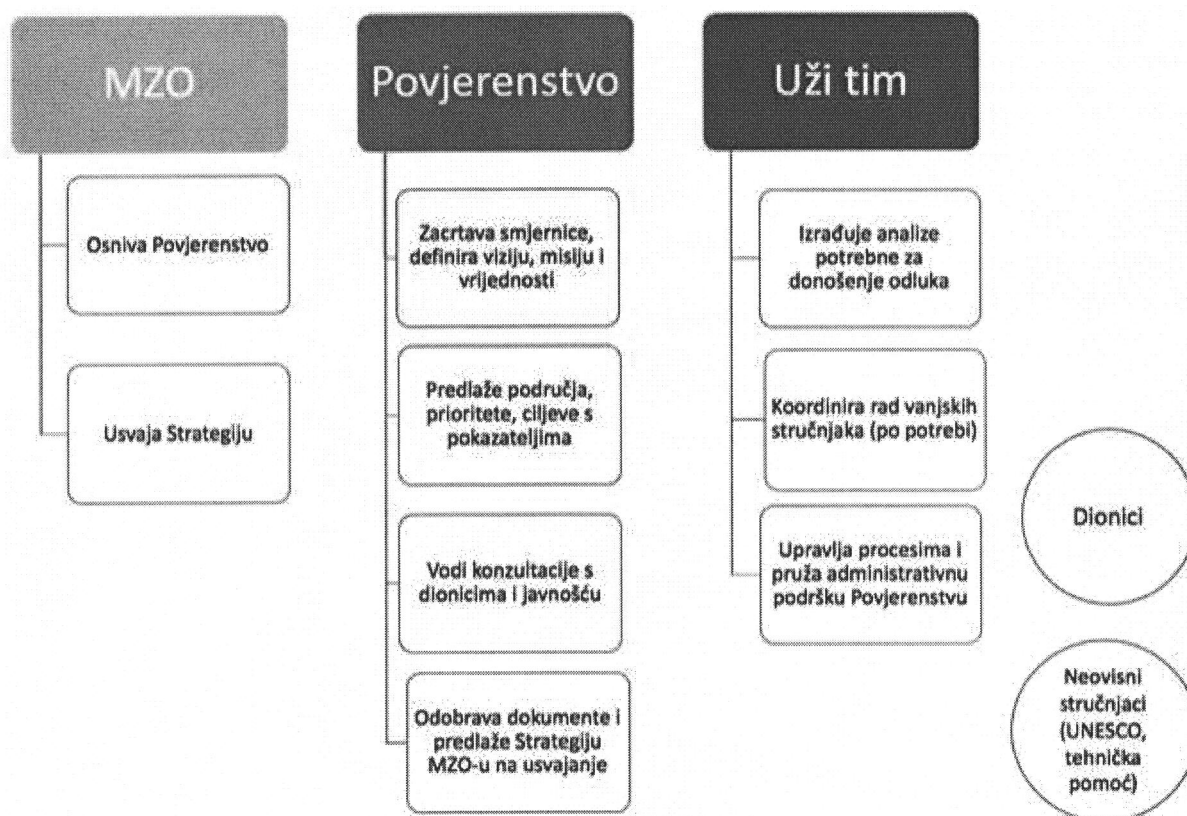 MZO
Osniva Povjerenstvo
Usvaja Strategiju
Povjerenstvo
Zacrtava smjernice,
definira viziju, misiju i
vrijednosti
Predlaže područja,
prioritete, ciljeve s
pokazateljima
Vodi konzultacije s
dionicima i javnošću
Odobrava dokumente i
predlaže Strategiju
MZO-u na usvajanje
Uži tim
Izrađuje analize
potrebne za
donošenje odluka
Koordinira rad vanjskih
stručnjaka (po potrebi)
Upravlja procesima i
pruža administrativnu
podršku Povjerenstvu
Dionici
Neovisni
stručnjaci
(UNESCO,
tehnička
pomoć)